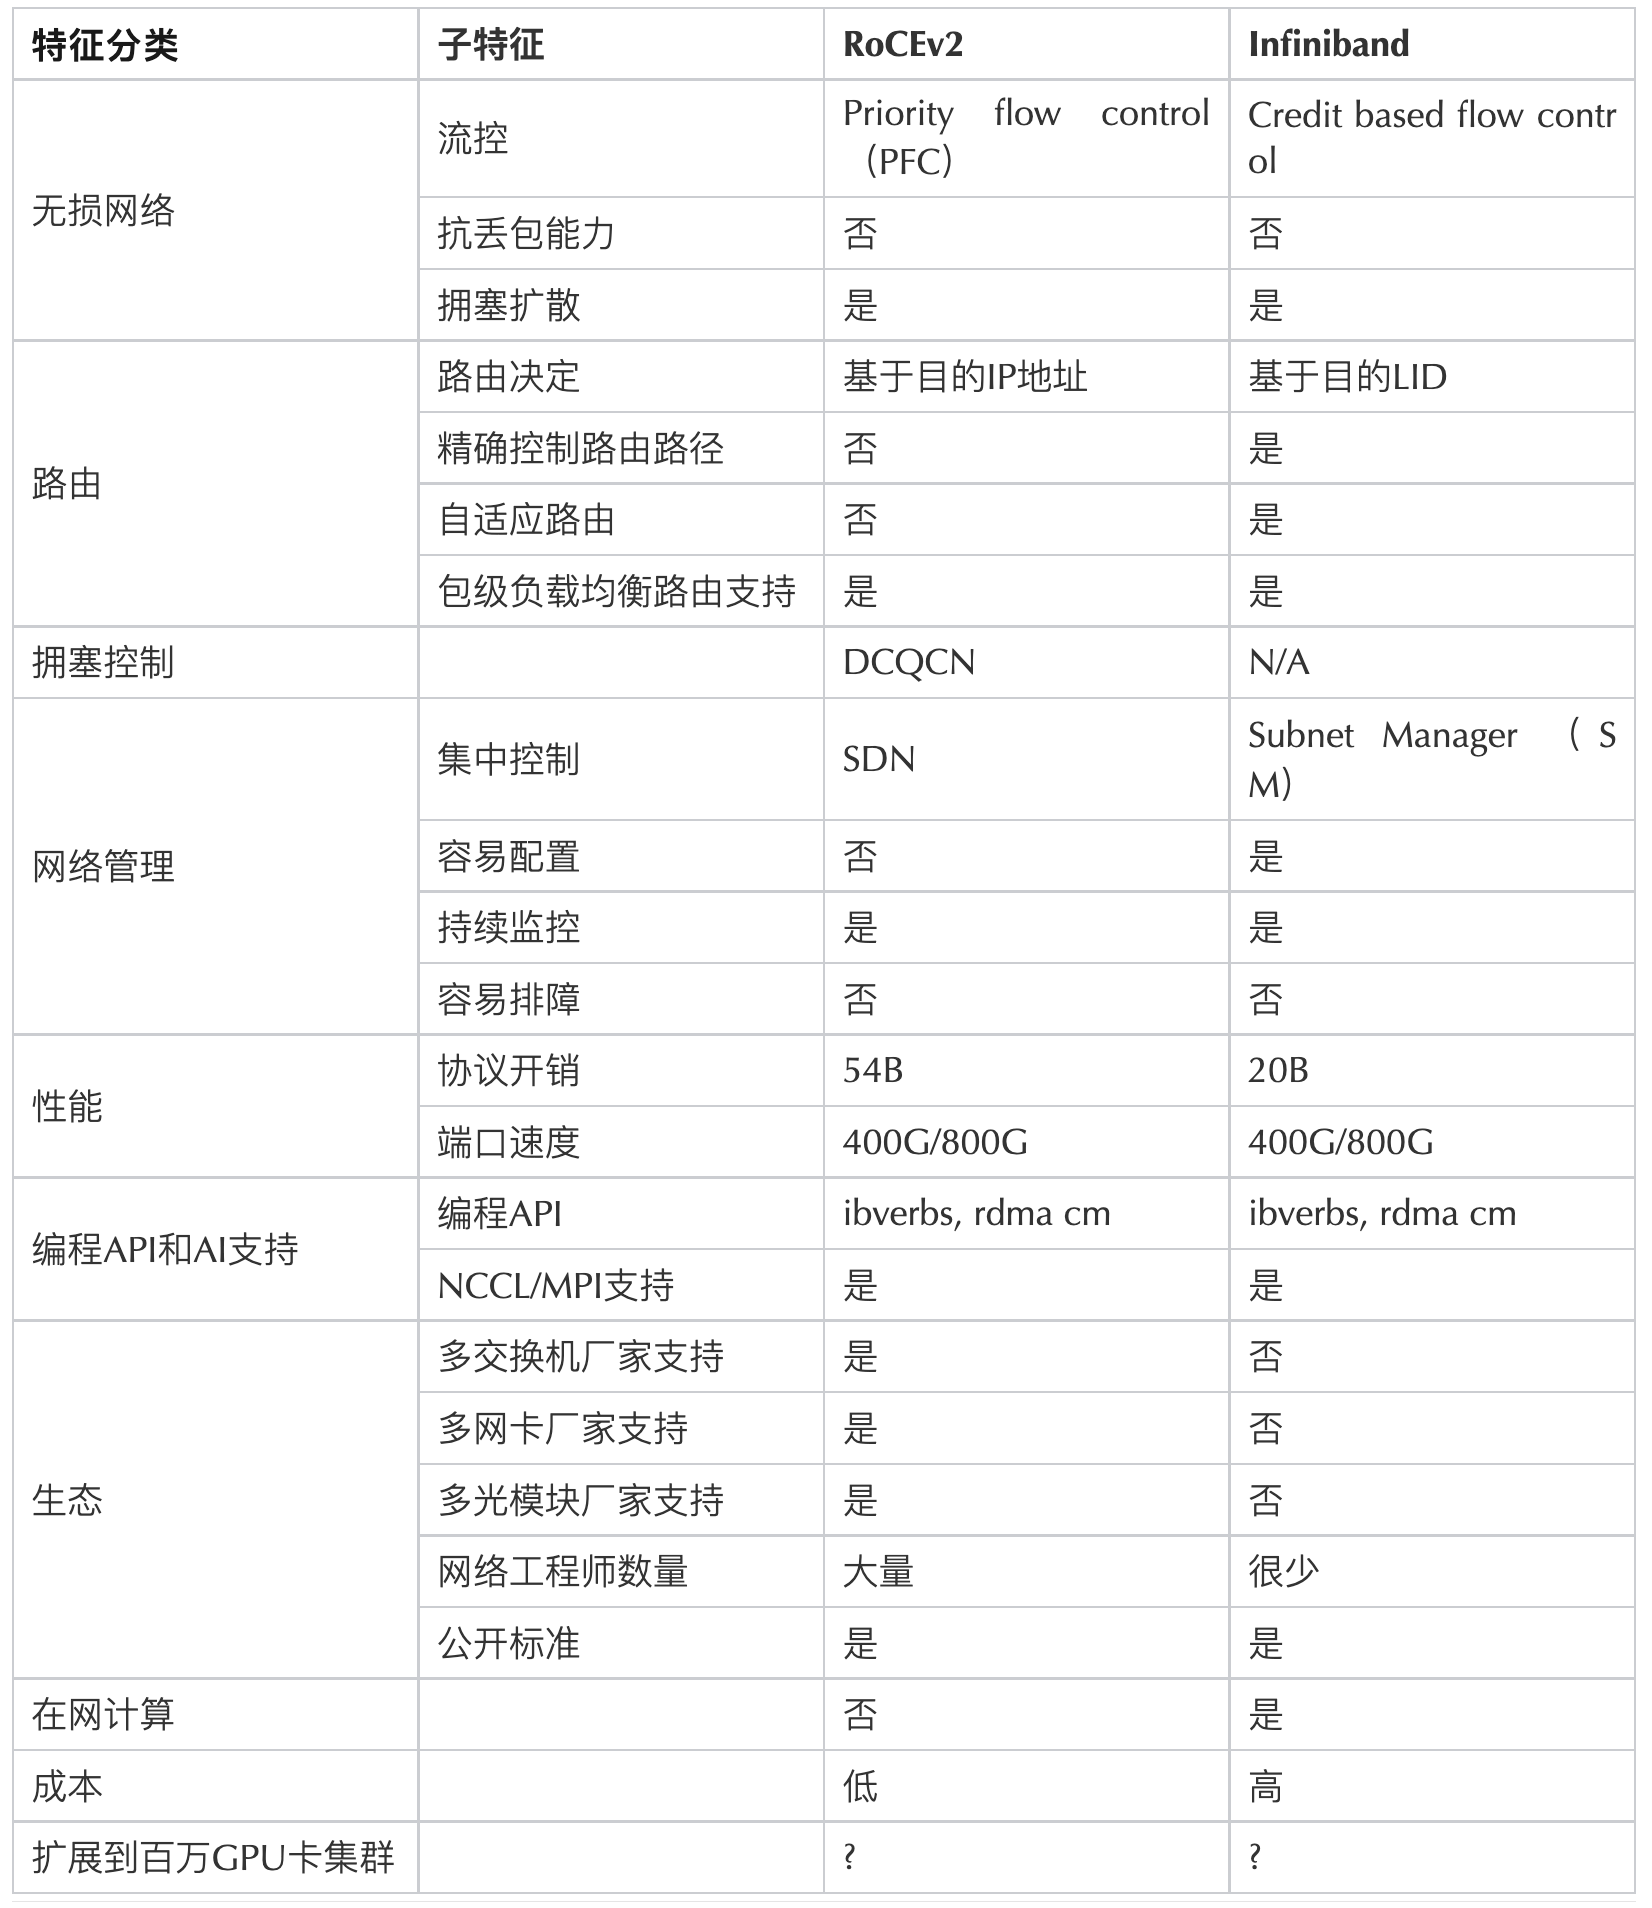 特征分类 子特征 RoCEv2 Infiniband
无损网络
流控 Priority flow control Credit based flow contr
（PFC） ol
抗丢包能力 否 否
拥塞扩散 是 是
路由
路由决定 基于目的IP地址 基于目的LID
精确控制路由路径 否 是
自适应路由 否 是
包级负载均衡路由支持 是 是
拥塞控制 DCQCN N/A
网络管理
集中控制 SDN Subnet Manager （S
M）
容易配置 否 是
持续监控 是 是
容易排障 否 否
性能
协议开销 54B 20B
端口速度 400G/800G 400G/800G
编程API和AI支持
编程API ibverbs, rdma cm ibverbs, rdma cm
NCCL/MPI支持 是 是
生态
多交换机厂家支持 是 否
多网卡厂家支持 是 否
多光模块厂家支持 是 否
网络工程师数量 大量 很少
公开标准 是 是
在网计算 否 是
成本 低 高
扩展到百万GPU卡集群 ? ?